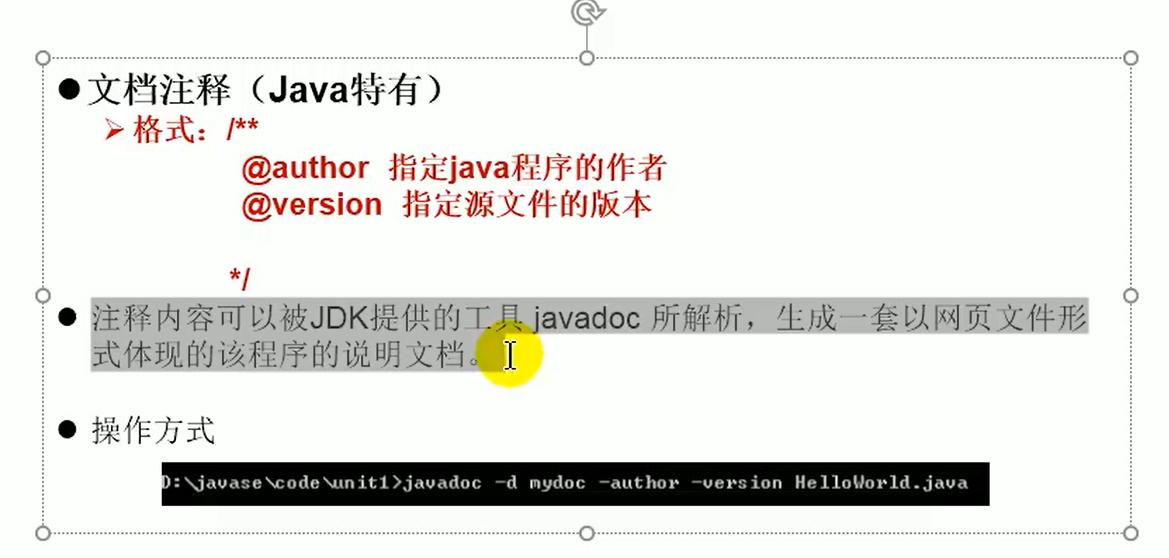 文档注释（Java特有）
格式：/**
@author 指定java程序的作者
@version 指定源文件的版本
*/
注释内容可以被JDK提供的工具 javadoc 所解析，生成一套以网页文件形
式体现的该程序的说明文档。
操作方式
D:\javase\code\unit1>javadoc -d mydoc -author -version HelloWorld.java